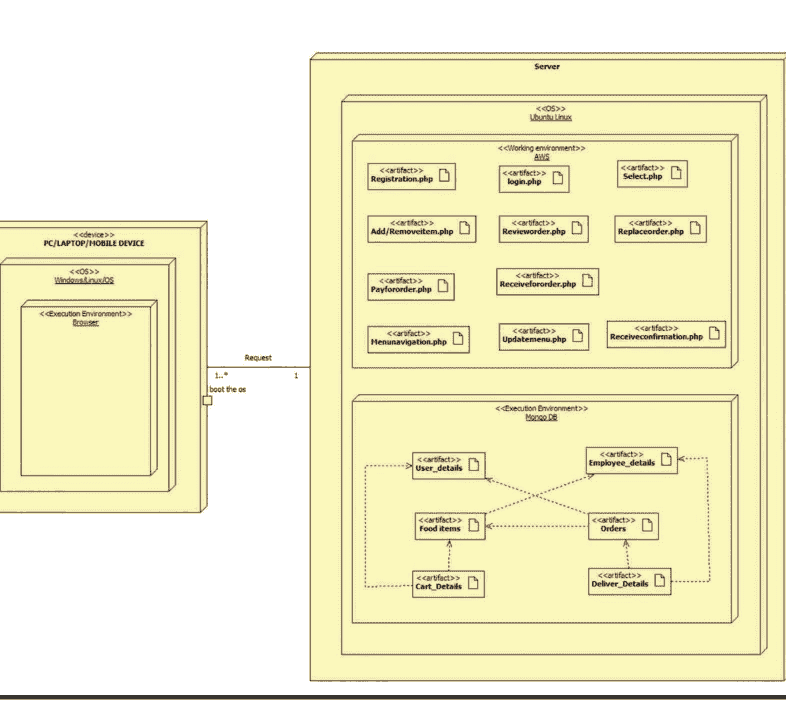 Server
<<OS>>
Ubuntu Linux
<<Working environment>>
AWS
<<artifact>>
Registration.php
<<artifact>>
login.php
<<artifact>>
Select.php
<<artifact>>
Add/Removeitem.php
<<artifact>>
Revieworder.php
<<artifact>>
Replaceorder.php
<<artifact>>
Payfororder.php
<<artifact>>
Receivefororder.php
<<artifact>>
Menunavigation.php
<<artifact>>
Updatemenu.php
<<artifact>>
Receiveconfirmation.php
<<device>>
PC/LAPTOP/MOBILE DEVICE
<<OS>>
Windows/Linux/OS
<<Execution Environment>>
Browser
Request
1..*
1
boot the os
<<Execution Environment>>
Mongo DB
<<artifact>>
User_details
<<artifact>>
Employee_details
<<artifact>>
Food items
<<artifact>>
Orders
<<artifact>>
Cart_Details
<<artifact>>
Deliver_Details